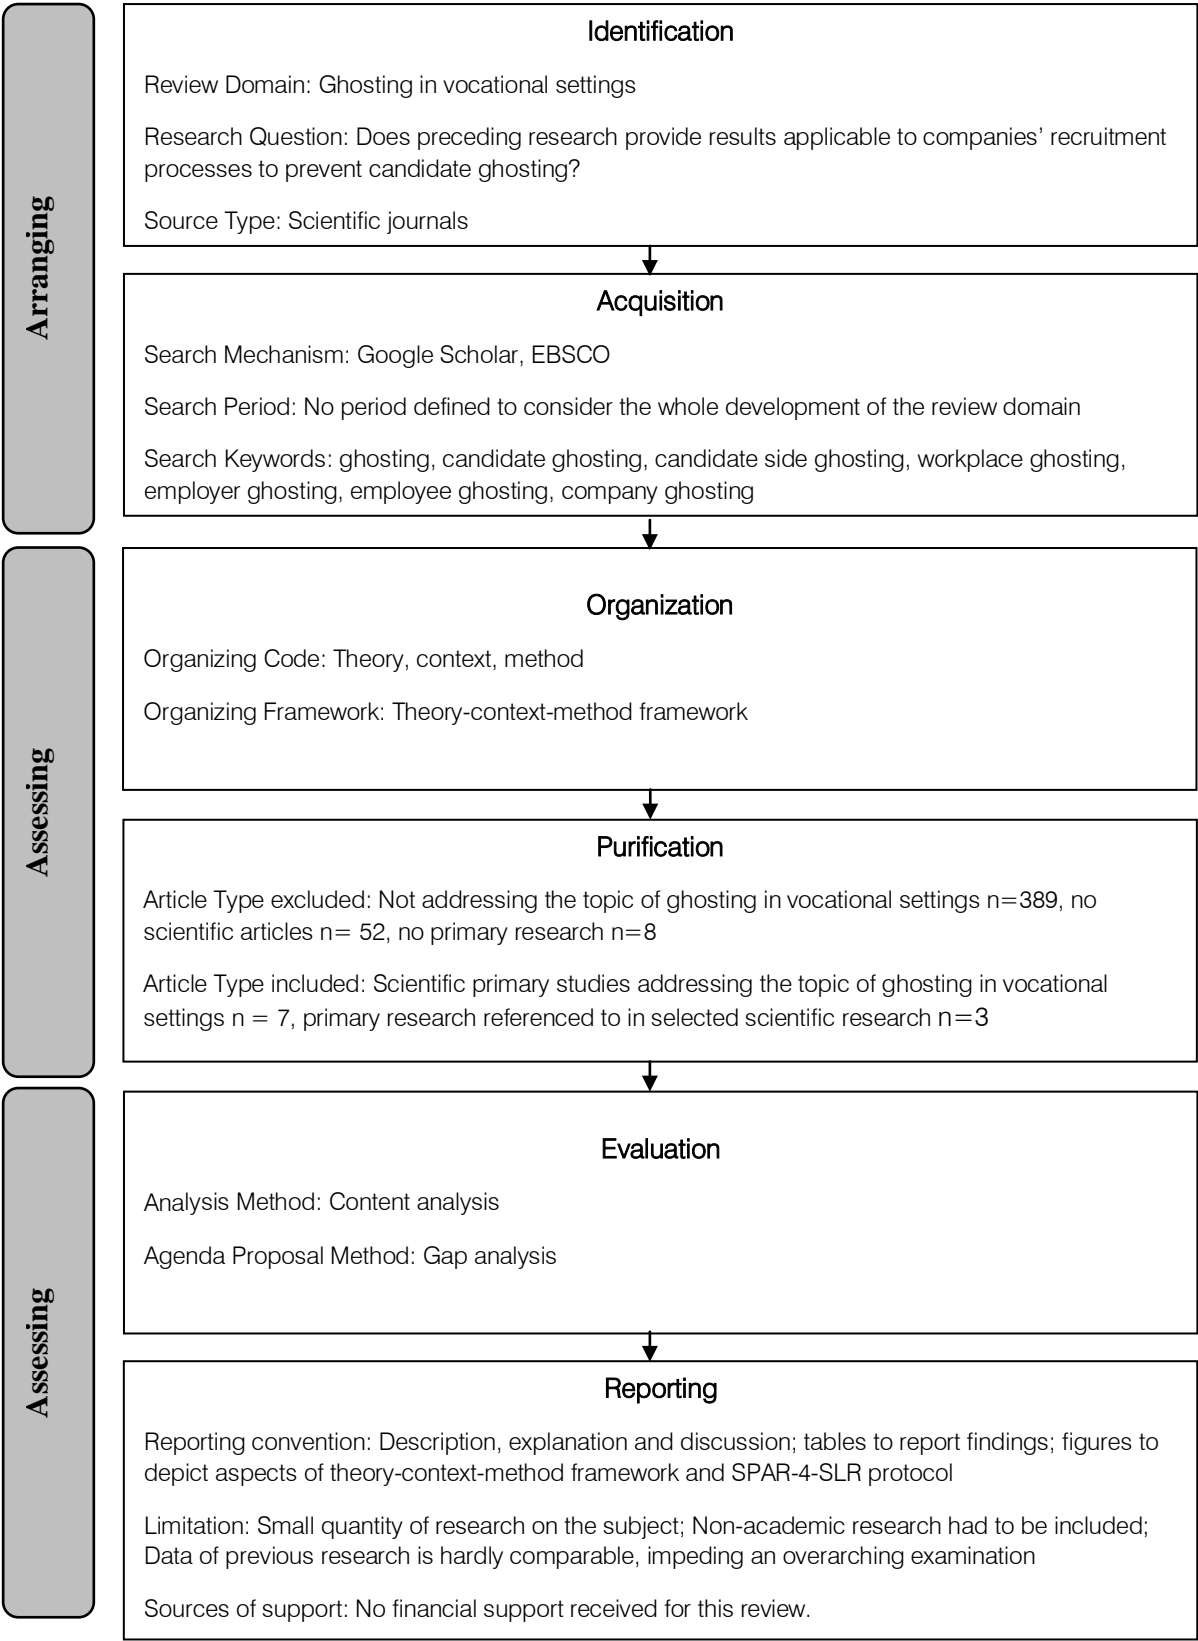 Arranging
Identification
Review Domain: Ghosting in vocational settings
Research Question: Does preceding research provide results applicable to companies’ recruitment
processes to prevent candidate ghosting?
Source Type: Scientific journals
Acquisition
Search Mechanism: Google Scholar, EBSCO
Search Period: No period defined to consider the whole development of the review domain
Search Keywords: ghosting, candidate ghosting, candidate side ghosting, workplace ghosting,
employer ghosting, employee ghosting, company ghosting
Assessing
Organization
Organizing Code: Theory, context, method
Organizing Framework: Theory-context-method framework
Purification
Article Type excluded: Not addressing the topic of ghosting in vocational settings n=389, no
scientific articles n= 52, no primary research n=8
Article Type included: Scientific primary studies addressing the topic of ghosting in vocational
settings n = 7, primary research referenced to in selected scientific research n=3
Assessing
Evaluation
Analysis Method: Content analysis
Agenda Proposal Method: Gap analysis
Reporting
Reporting convention: Description, explanation and discussion; tables to report findings; figures to
depict aspects of theory-context-method framework and SPAR-4-SLR protocol
Limitation: Small quantity of research on the subject; Non-academic research had to be included;
Data of previous research is hardly comparable, impeding an overarching examination
Sources of support: No financial support received for this review.